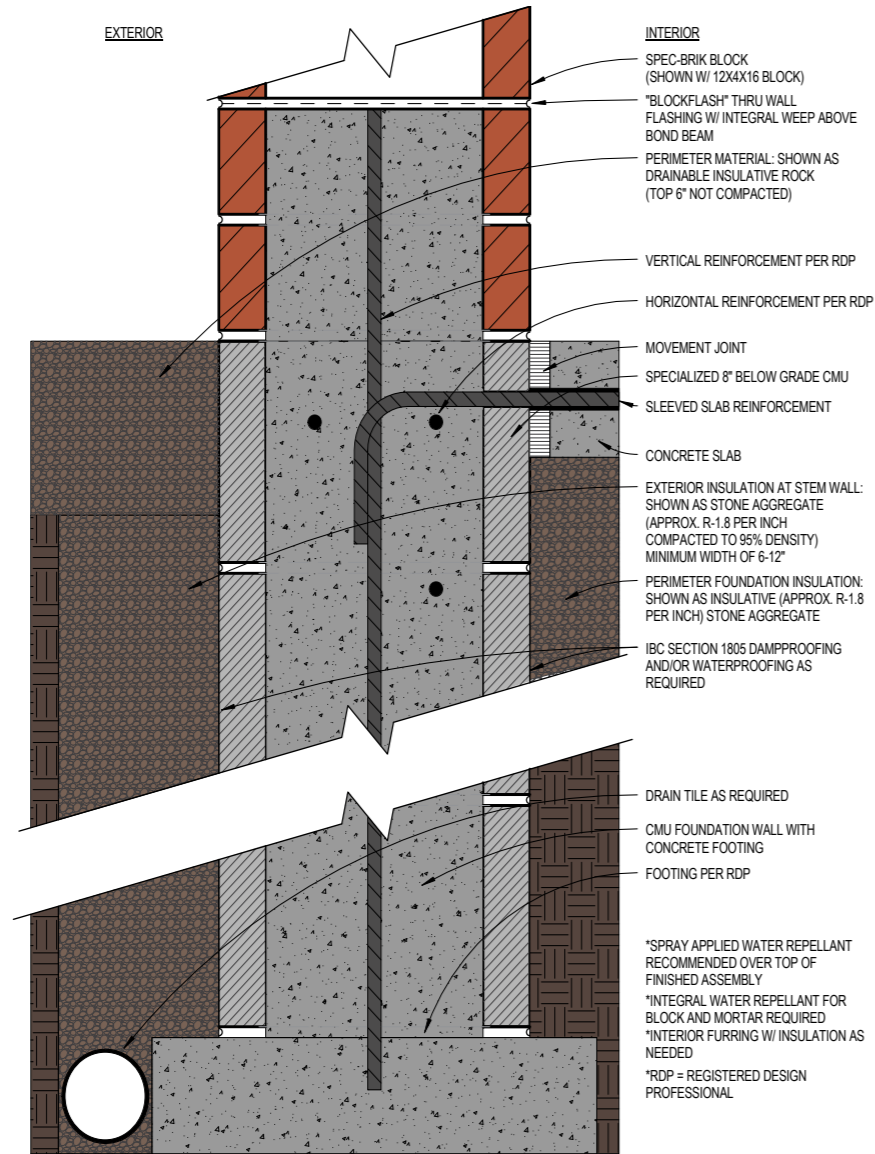 EXTERIOR
INTERIOR
SPEC-BRIK BLOCK
(SHOWN W/ 12X4X16 BLOCK)
"BLOCKFLASH" THRU WALL
FLASHING W/ INTEGRAL WEEP ABOVE
BOND BEAM
PERIMETER MATERIAL: SHOWN AS
DRAINABLE INSULATIVE ROCK
(TOP 6" NOT COMPACTED)
VERTICAL REINFORCEMENT PER RDP
HORIZONTAL REINFORCEMENT PER RDP
MOVEMENT JOINT
SPECIALIZED 8" BELOW GRADE CMU
SLEEVED SLAB REINFORCEMENT
CONCRETE SLAB
EXTERIOR INSULATION AT STEM WALL:
SHOWN AS STONE AGGREGATE
(APPROX. R-1.8 PER INCH
COMPACTED TO 95% DENSITY)
MINIMUM WIDTH OF 6-12"
PERIMETER FOUNDATION INSULATION:
SHOWN AS INSULATIVE (APPROX. R-1.8
PER INCH) STONE AGGREGATE
IBC SECTION 1805 DAMPPROOFING
AND/OR WATERPROOFING AS
REQUIRED
DRAIN TILE AS REQUIRED
CMU FOUNDATION WALL WITH
CONCRETE FOOTING
FOOTING PER RDP
*SPRAY APPLIED WATER REPELLANT
RECOMMENDED OVER TOP OF
FINISHED ASSEMBLY
*INTEGRAL WATER REPELLANT FOR
BLOCK AND MORTAR REQUIRED
*INTERIOR FURRING W/ INSULATION AS
NEEDED
*RDP = REGISTERED DESIGN
PROFESSIONAL